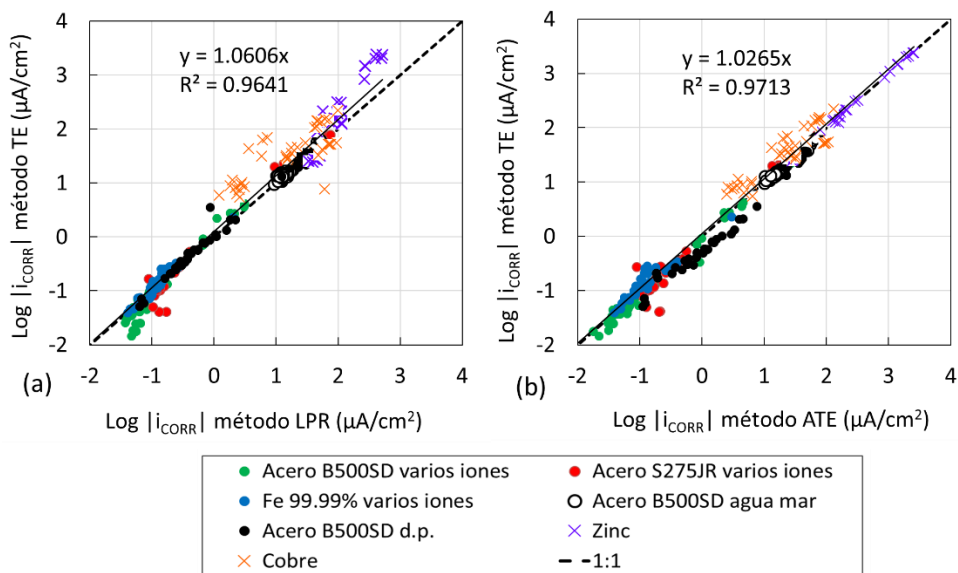 4
3
2
1
0
-1
-2
Log |iCORR| método TE (µA/cm2)
y = 1.0606x
R² = 0.9641
-2 -1 0 1 2 3 4
(a)
Log |iCORR| método LPR (µA/cm2)
4
3
2
1
0
-1
-2
Log |iCORR| método TE (µA/cm2)
y = 1.0265x
R² = 0.9713
-2 -1 0 1 2 3 4
(b)
Log |iCORR| método ATE (µA/cm2)
Acero B500SD varios iones
Acero S275JR varios iones
Fe 99.99% varios iones
Acero B500SD agua mar
Acero B500SD d.p.
Zinc
Cobre
1:1